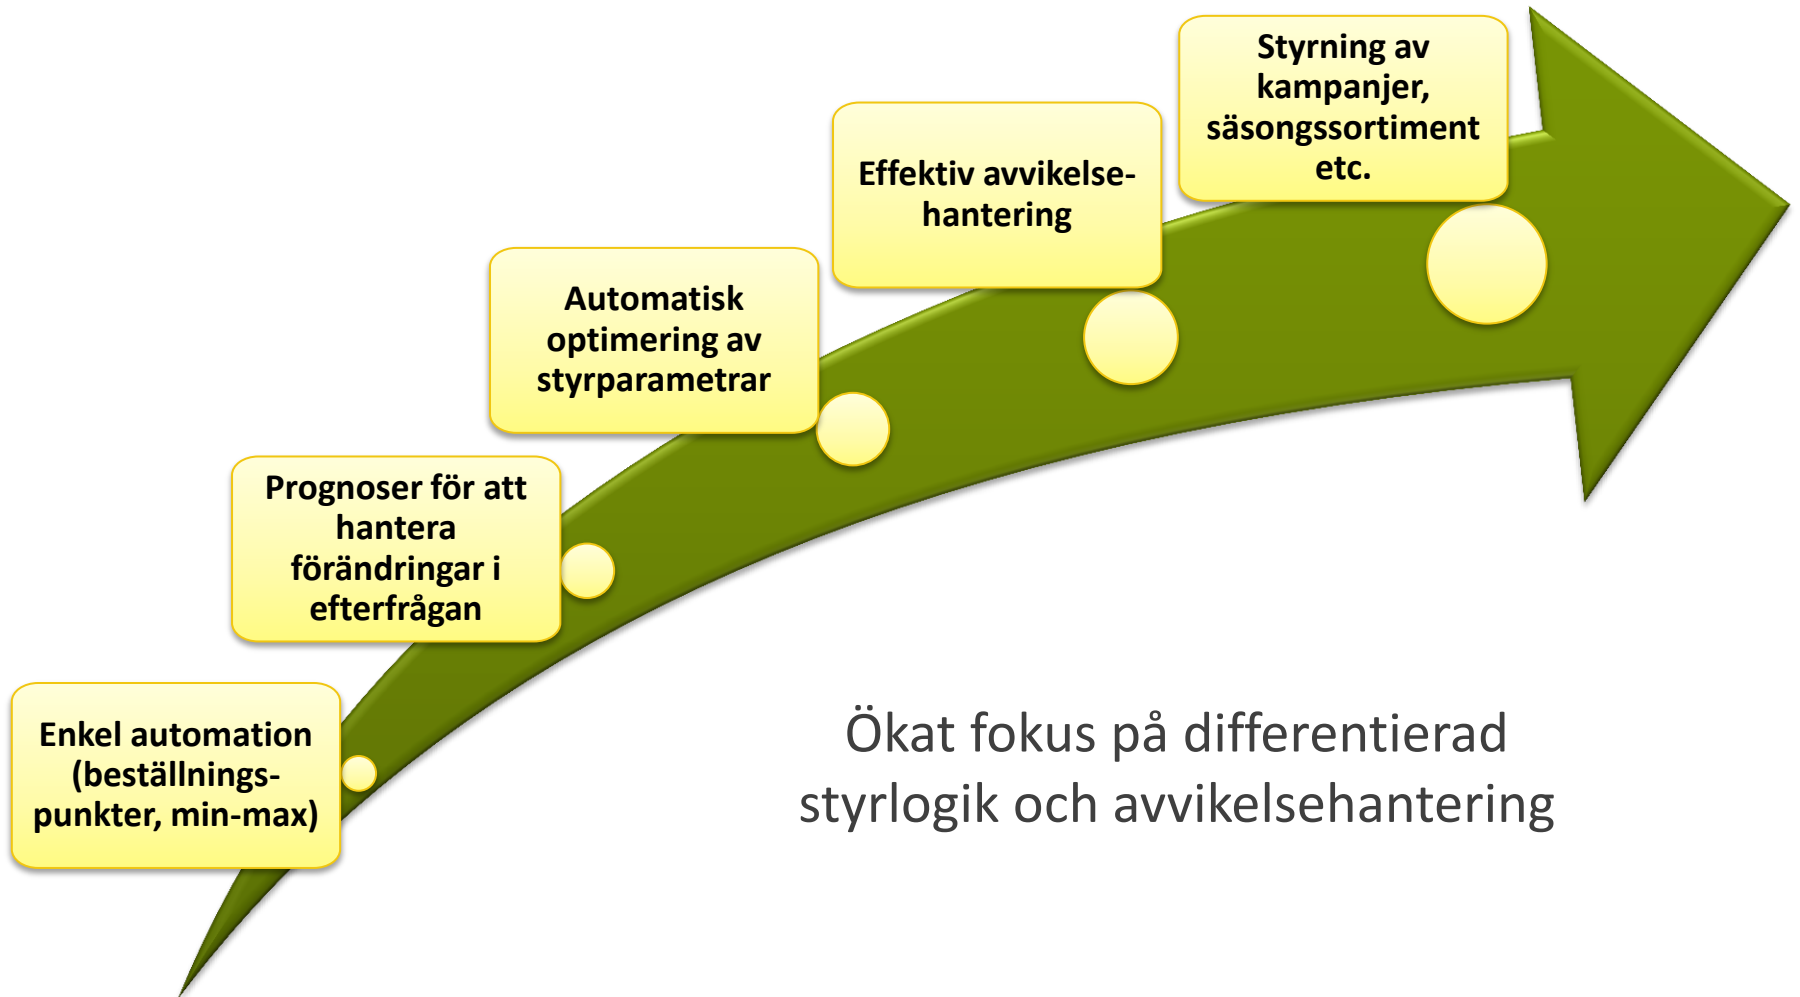 Styrning av
kampanjer,
säsongssortiment
etc.
Effektiv avvikelse-
hantering
Automatisk
optimering av
styrparametrar
Prognoser för att
hantera
förändringar i
efterfrågan
Enkel automation
(beställnings-
punkter, min-max)
Ökat fokus på differentierad
styrlogik och avvikelsehantering